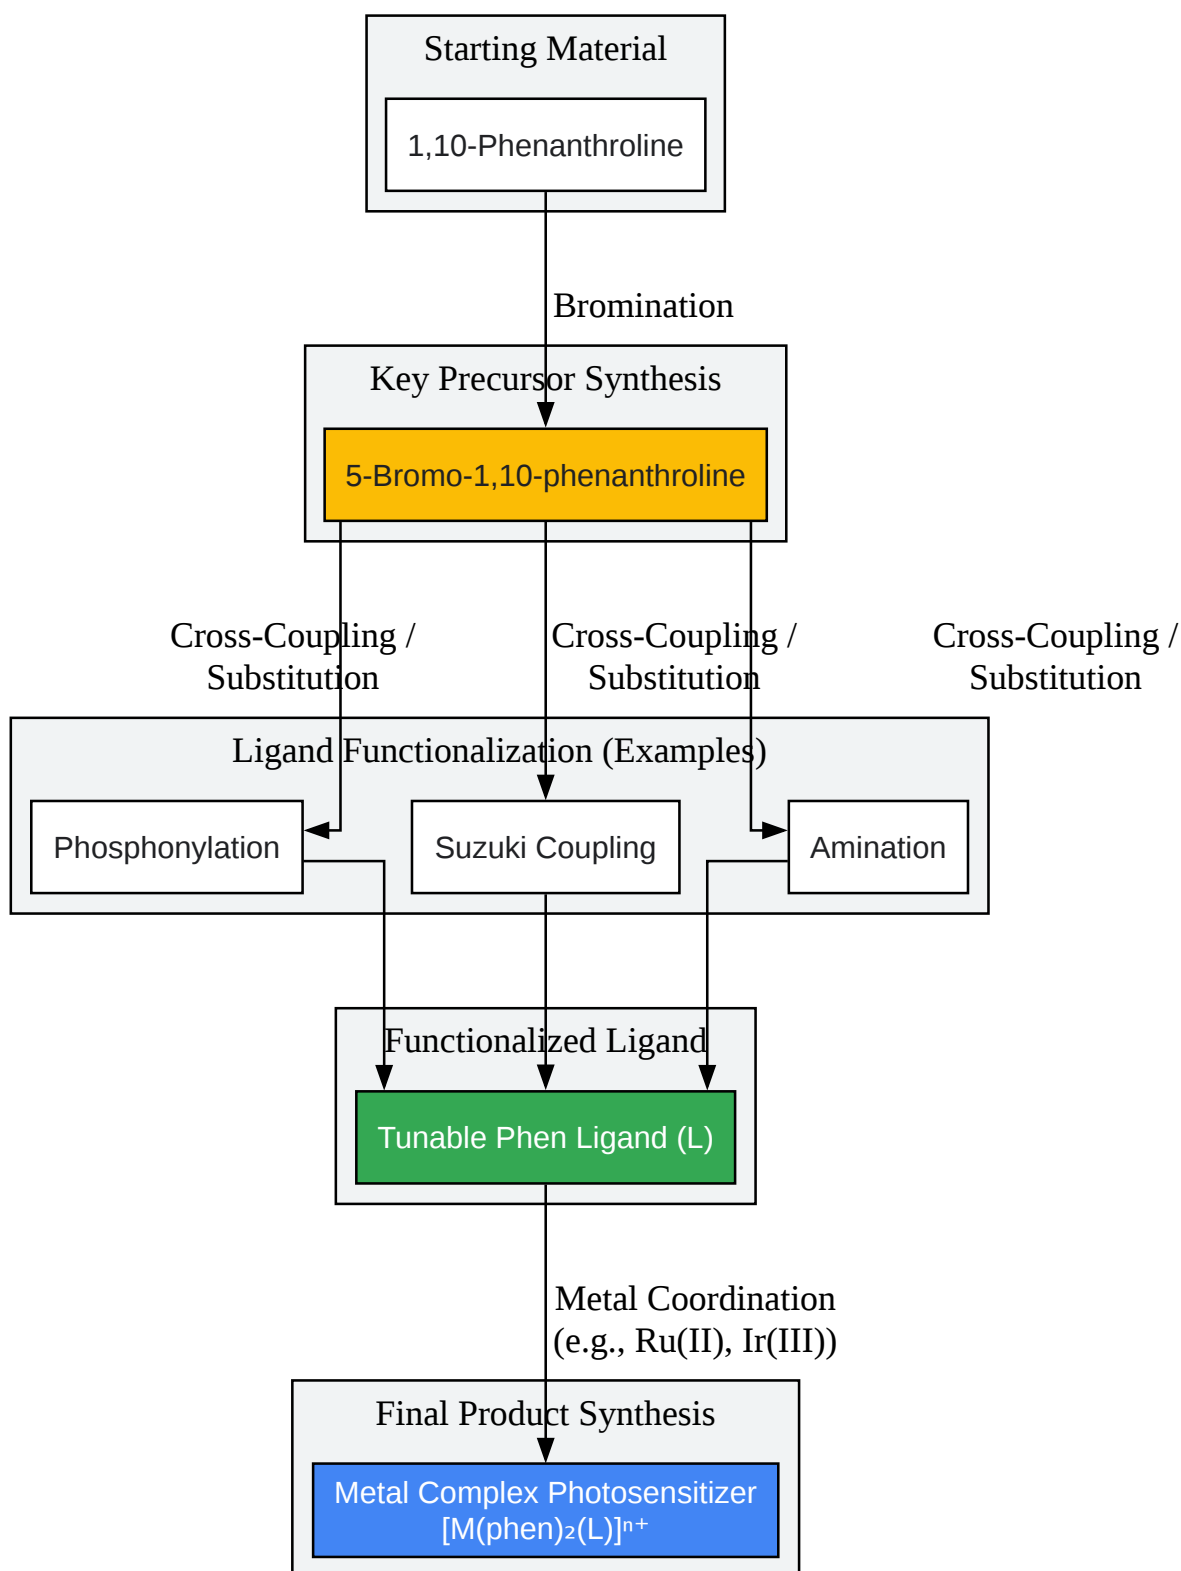 Starting Material
1,10-Phenanthroline
Bromination
Key Precursor Synthesis
5-Bromo-1,10-phenanthroline
Cross-Coupling /
Substitution
Cross-Coupling /
Substitution
Cross-Coupling /
Substitution
Ligand Functionalization (Examples)
Phosphonylation
Suzuki Coupling
Amination
Functionalized Ligand
Tunable Phen Ligand (L)
Metal Coordination
(e.g., Ru(II), Ir(III))
Final Product Synthesis
Metal Complex Photosensitizer
[M(phen)₂(L)]ⁿ⁺